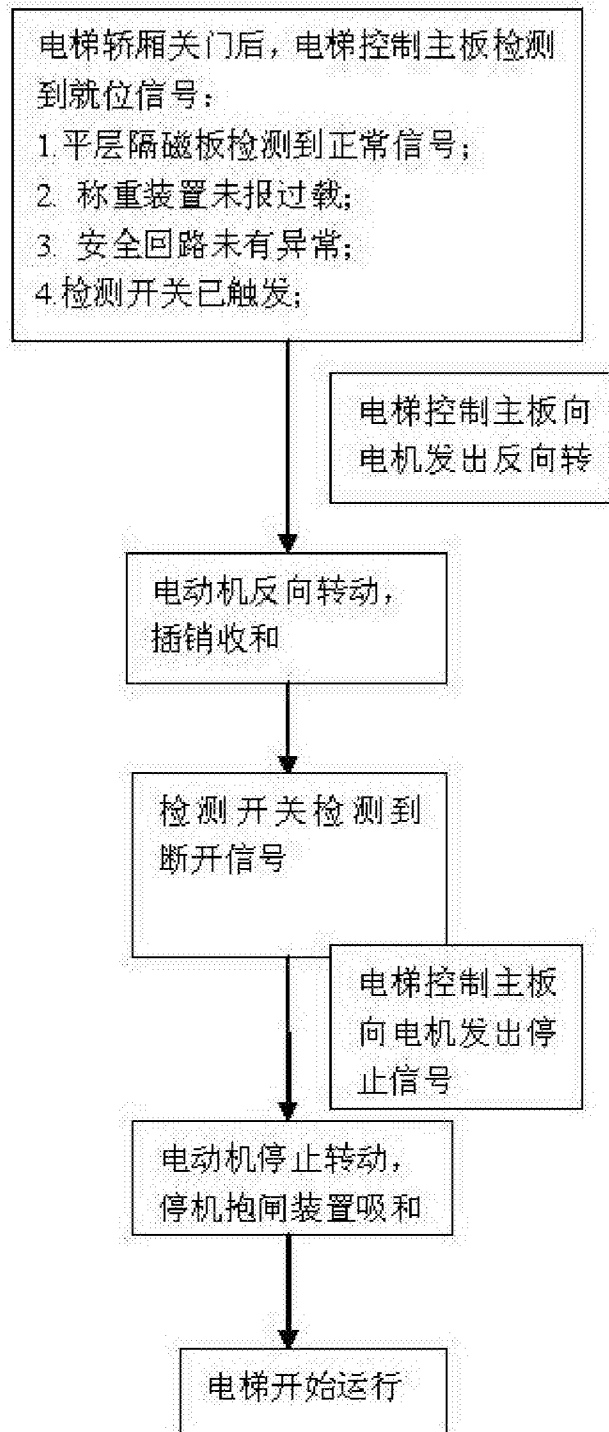 电梯轿厢关门后，电梯控制主板检测
到就位信号：
1.平层隔磁板检测到正常信号；
2. 称重装置未报过载；
3. 安全回路未有异常；
4.检测开关已触发；
电梯控制主板向
电机发出反向转
电动机反向转动，
插销收和
检测开关检测到
断开信号
电梯控制主板
向电机发出停
止信号
电动机停止转动，
停机抱闸装置吸和
电梯开始运行